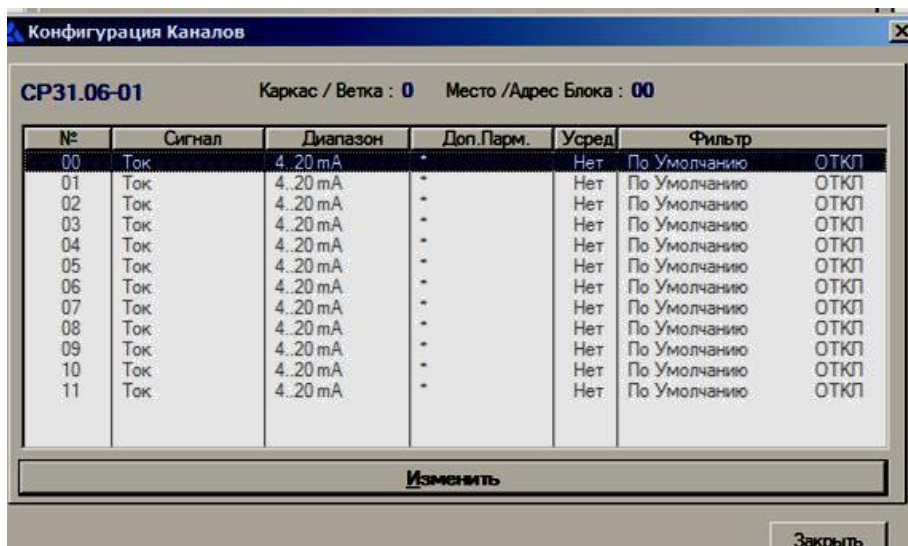 Конфигурация Каналов
СР31.06-01 Каркас / Ветка : 0 Место /Адрес Блока : 00
№ Сигнал Диапазон Доп.Парм. Усред Фильтр
00 Ток 4..20 mA * Нет По Умолчанию ОТКЛ
01 Ток 4..20 mA * Нет По Умолчанию ОТКЛ
02 Ток 4..20 mA * Нет По Умолчанию ОТКЛ
03 Ток 4..20 mA * Нет По Умолчанию ОТКЛ
04 Ток 4..20 mA * Нет По Умолчанию ОТКЛ
05 Ток 4..20 mA * Нет По Умолчанию ОТКЛ
06 Ток 4..20 mA * Нет По Умолчанию ОТКЛ
07 Ток 4..20 mA * Нет По Умолчанию ОТКЛ
08 Ток 4..20 mA * Нет По Умолчанию ОТКЛ
09 Ток 4..20 mA * Нет По Умолчанию ОТКЛ
10 Ток 4..20 mA * Нет По Умолчанию ОТКЛ
11 Ток 4..20 mA * Нет По Умолчанию ОТКЛ
Изменить
Закрыть